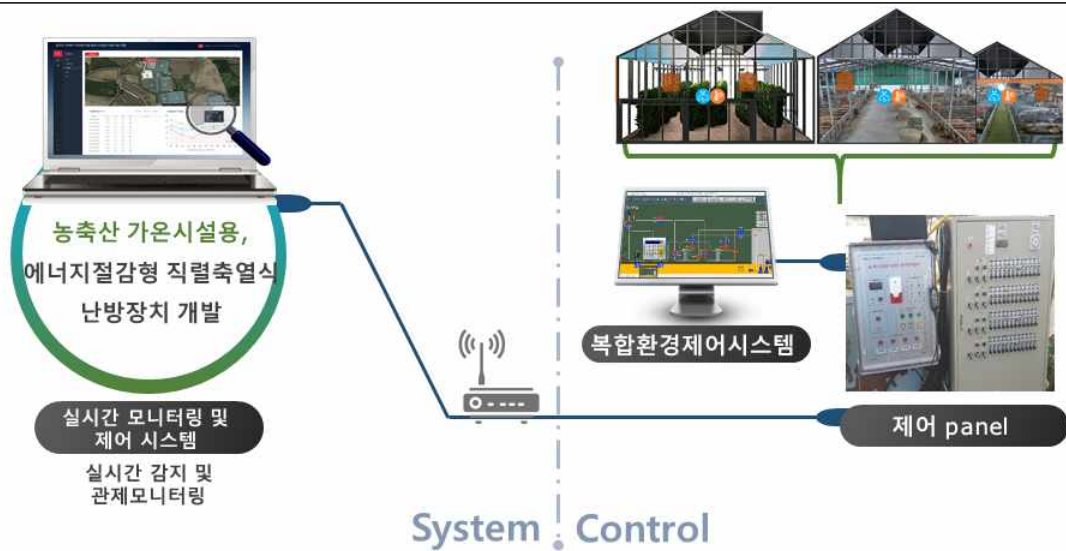 농축산 가온시설용,
에너지절감형 직렬축열식
난방장치 개발
실시간 모니터링 및
제어 시스템
실시간 감지 및
관제모니터링
복합환경제어시스템
제어 panel
System
Control